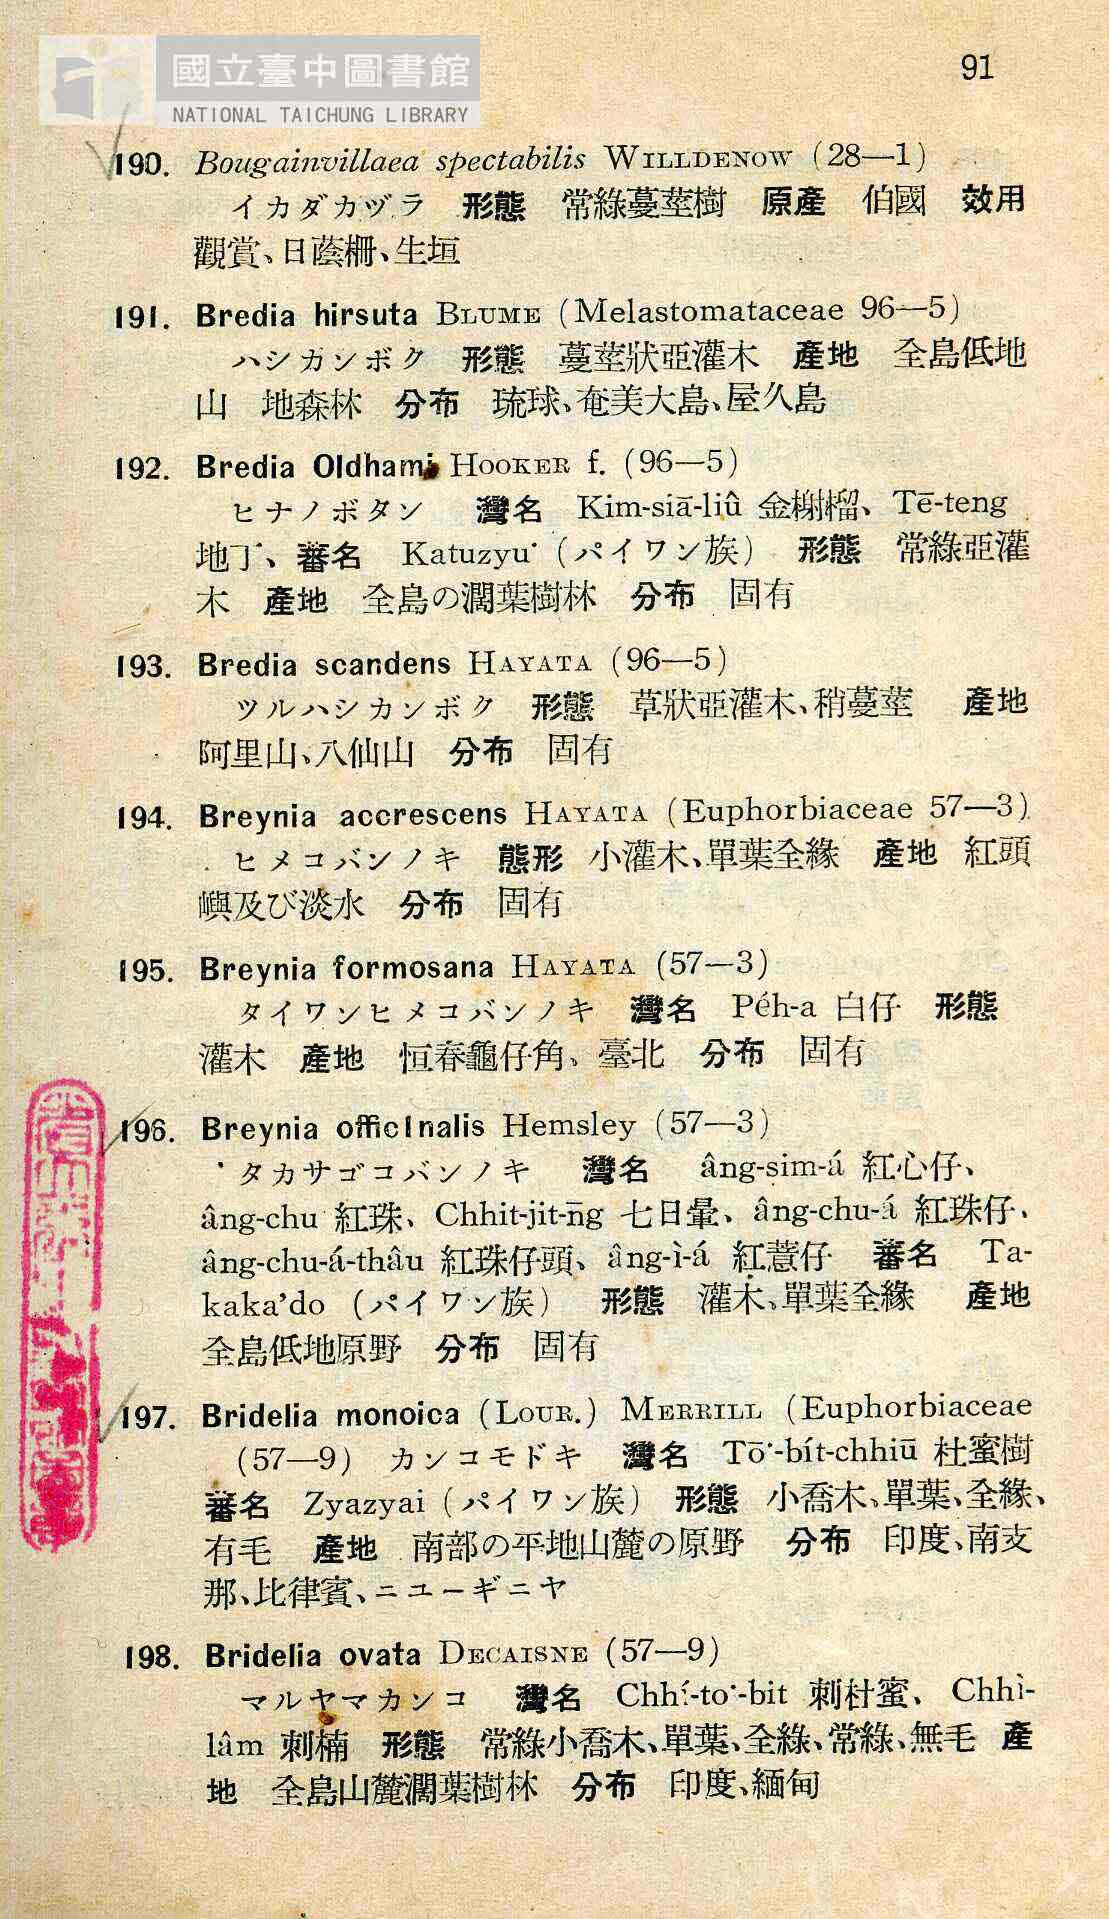 國立臺中圖書館
NATIONAL TAICHUNG LIBRARY
91
190. Bougainvillaea spectabilis WILLDENOW (28—1)
イカダカヅラ 形態 常綠蔓莖樹 原產 伯國 效用
觀賞、日蔭柵、生垣
191. Bredia hirsuta BLUME (Melastomataceae 96—5)
ハシカンボク 形態 蔓莖狀亞灌木 產地 全島低地
山 地森林 分布 琉球、奄美大島、屋久島
192. Bredia Oldhami HOOKER f. (96—5)
ヒナノボタン 灣名 Kim-siā-liû 金榭榴、Tē-teng
地丁、蕃名 Katuzyu· (パイワン族) 形態 常綠亞灌
木 產地 全島の濶葉樹林 分布 固有
193. Bredia scandens HAYATA (96—5)
ツルハシカンボク 形態 草狀亞灌木、稍蔓莖 產地
阿里山、八仙山 分布 固有
194. Breynia accrescens HAYATA (Euphorbiaceae 57—3)
ヒメコバンノキ 態形 小灌木、單葉全緣 產地 紅頭
嶼及び淡水 分布 固有
195. Breynia formosana HAYATA (57—3)
タイワンヒメコバンノキ 灣名 Péh-a 白仔 形態
灌木 產地 恒春龜仔角、臺北 分布 固有
196. Breynia officinalis Hemsley (57—3)
タカサゴコバンノキ 灣名 âng-sim-á 紅心仔、
âng-chu 紅珠、Chhit-jit-n̄g 七日暈、âng-chu-á 紅珠仔、
âng-chu-á-thâu 紅珠仔頭、âng-ì-á 紅薏仔 蕃名 Ta-
kaka'do (パイワン族) 形態 灌木、單葉全緣 產地
全島低地原野 分布 固有
197. Bridelia monoica (LOUR.) MERRILL (Euphorbiaceae
(57—9) カンコモドキ 灣名 Tō·-bít-chhiū 杜蜜樹
蕃名 Zyazyai (パイワン族) 形態 小喬木、單葉、全緣、
有毛 產地 南部の平地山麓の原野 分布 印度、南支
那、比律賓、ニユーギニヤ
198. Bridelia ovata DECAISNE (57—9)
マルヤマカンコ 灣名 Chhì-to·-bit 刺杜蜜、Chhì-
lâm 刺楠 形態 常綠小喬木、單葉、全綠、常綠、無毛 產
地 全島山麓濶葉樹林 分布 印度、緬甸